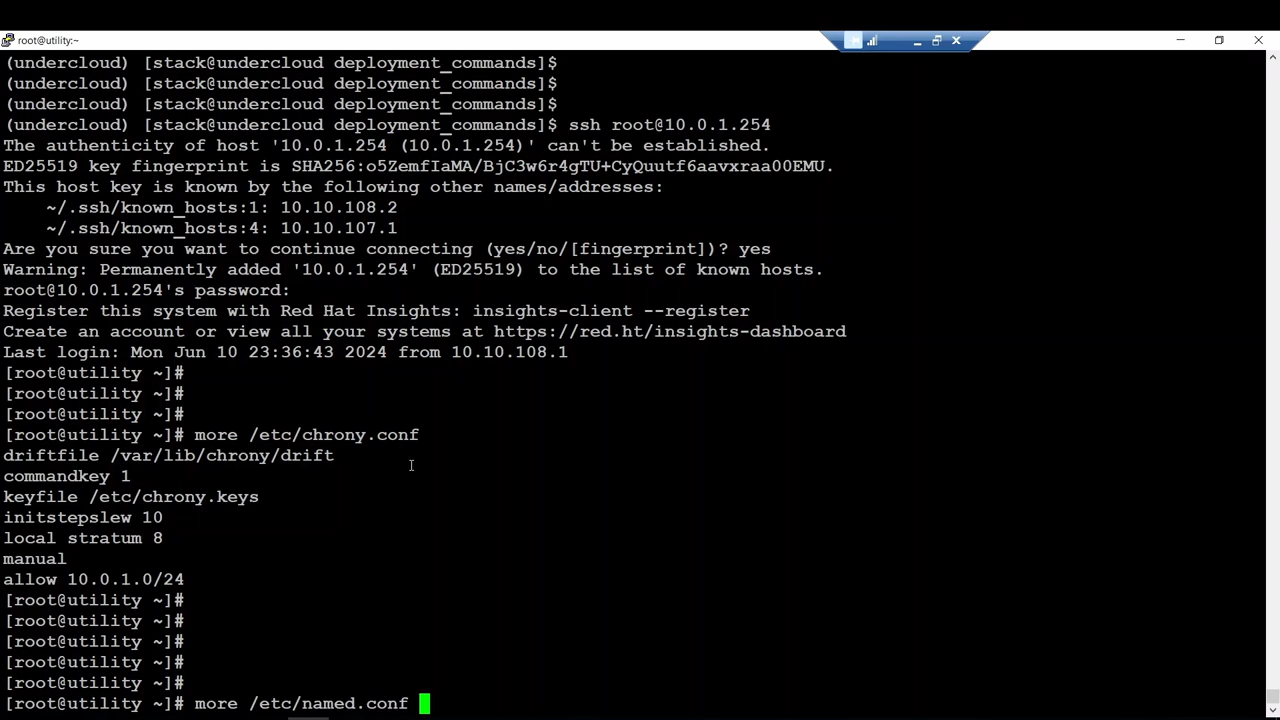 root@utility:~
(undercloud) [stack@undercloud deployment_commands]$
(undercloud) [stack@undercloud deployment_commands]$
(undercloud) [stack@undercloud deployment_commands]$
(undercloud) [stack@undercloud deployment_commands]$ ssh root@10.0.1.254
The authenticity of host '10.0.1.254 (10.0.1.254)' can't be established.
ED25519 key fingerprint is SHA256:o5ZemfIaMA/BjC3w6r4gTU+CyQuutf6aavxraa00EMU.
This host key is known by the following other names/addresses:
    ~/.ssh/known_hosts:1: 10.10.108.2
    ~/.ssh/known_hosts:4: 10.10.107.1
Are you sure you want to continue connecting (yes/no/[fingerprint])? yes
Warning: Permanently added '10.0.1.254' (ED25519) to the list of known hosts.
root@10.0.1.254's password:
Register this system with Red Hat Insights: insights-client --register
Create an account or view all your systems at https://red.ht/insights-dashboard
Last login: Mon Jun 10 23:36:43 2024 from 10.10.108.1
[root@utility ~]#
[root@utility ~]#
[root@utility ~]#
[root@utility ~]# more /etc/chrony.conf
driftfile /var/lib/chrony/drift
commandkey 1
keyfile /etc/chrony.keys
initstepslew 10
local stratum 8
manual
allow 10.0.1.0/24
[root@utility ~]#
[root@utility ~]#
[root@utility ~]#
[root@utility ~]#
[root@utility ~]#
[root@utility ~]# more /etc/named.conf